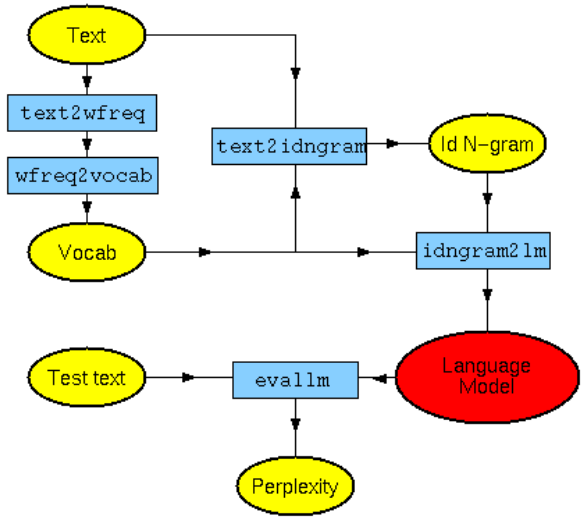 Text
text2wfreq
text2idngram
Id N-gram
wfreq2vocab
Vocab
idngram2lm
Test text
evallm
Language
Model
Perplexity